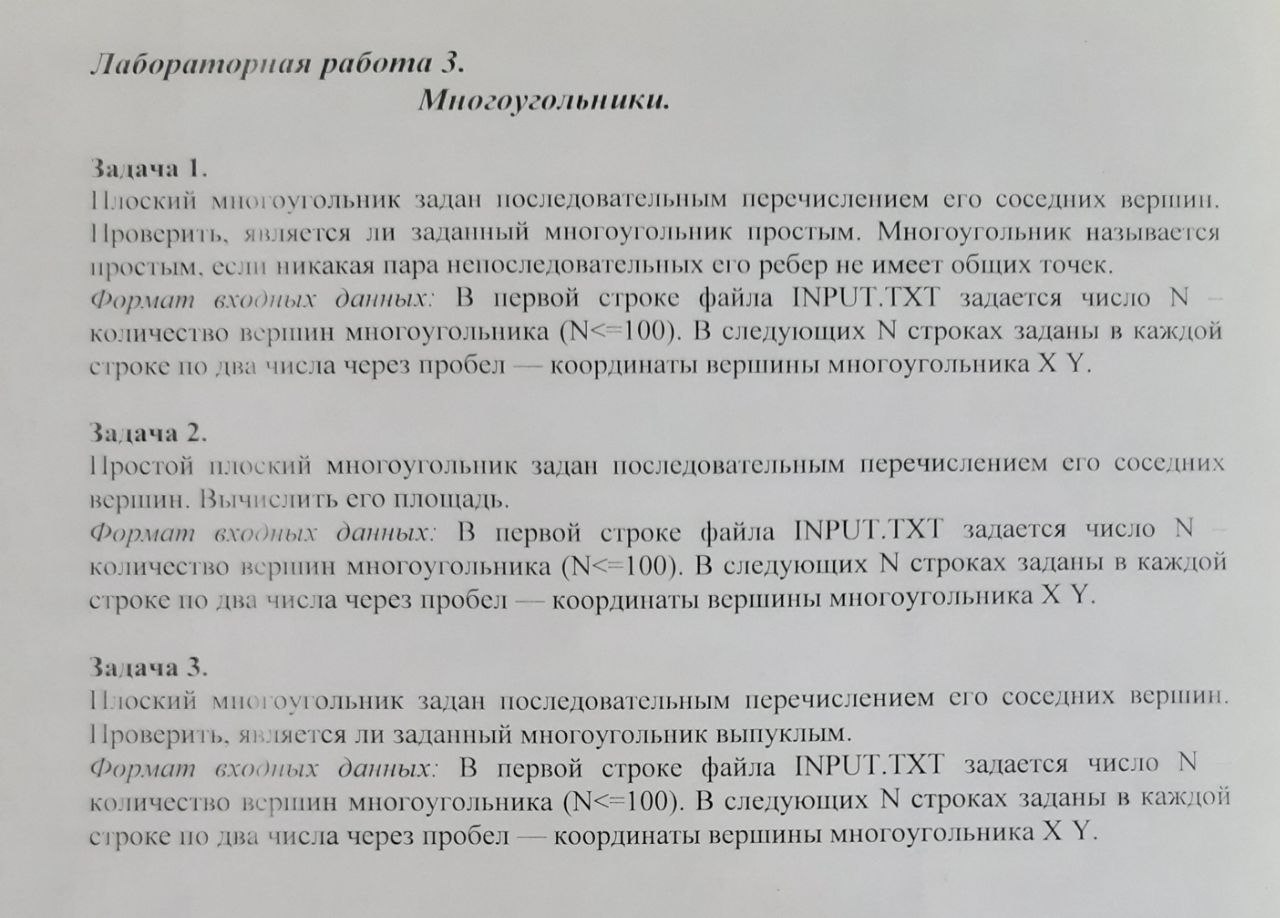 Лабораторная работа 3.
Многоугольники.
Задача 1.
Плоский многоугольник задан последовательным перечислением его соседних вершин.
Проверить, является ли заданный многоугольник простым. Многоугольник называется
простым, если никакая пара непоследовательных его ребер не имеет общих точек.
Формат входных данных: В первой строке файла INPUT.TXT задается число N –
количество вершин многоугольника (N<=100). В следующих N строках заданы в каждой
строке по два числа через пробел — координаты вершины многоугольника X Y.
Задача 2.
Простой плоский многоугольник задан последовательным перечислением его соседних
вершин. Вычислить его площадь.
Формат входных данных: В первой строке файла INPUT.TXT задается число N –
количество вершин многоугольника (N<=100). В следующих N строках заданы в каждой
строке по два числа через пробел — координаты вершины многоугольника X Y.
Задача 3.
Плоский многоугольник задан последовательным перечислением его соседних вершин.
Проверить, является ли заданный многоугольник выпуклым.
Формат входных данных: В первой строке файла INPUT.TXT задается число N –
количество вершин многоугольника (N<=100). В следующих N строках заданы в каждой
строке по два числа через пробел — координаты вершины многоугольника X Y.